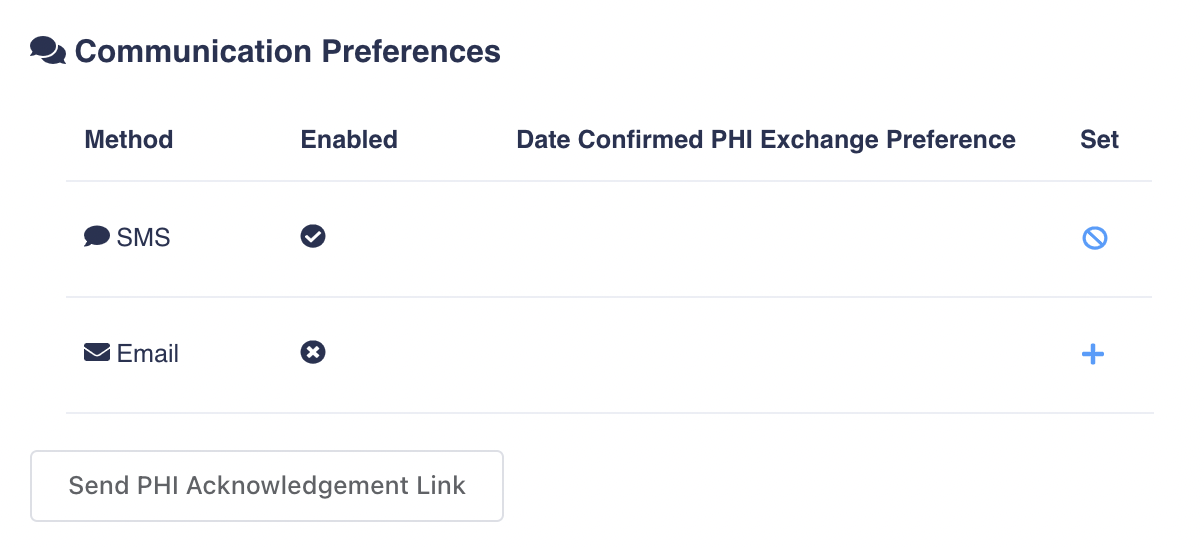 Communication Preferences
Method Enabled Date Confirmed PHI Exchange Preference Set
SMS
Email
Send PHI Acknowledgement Link